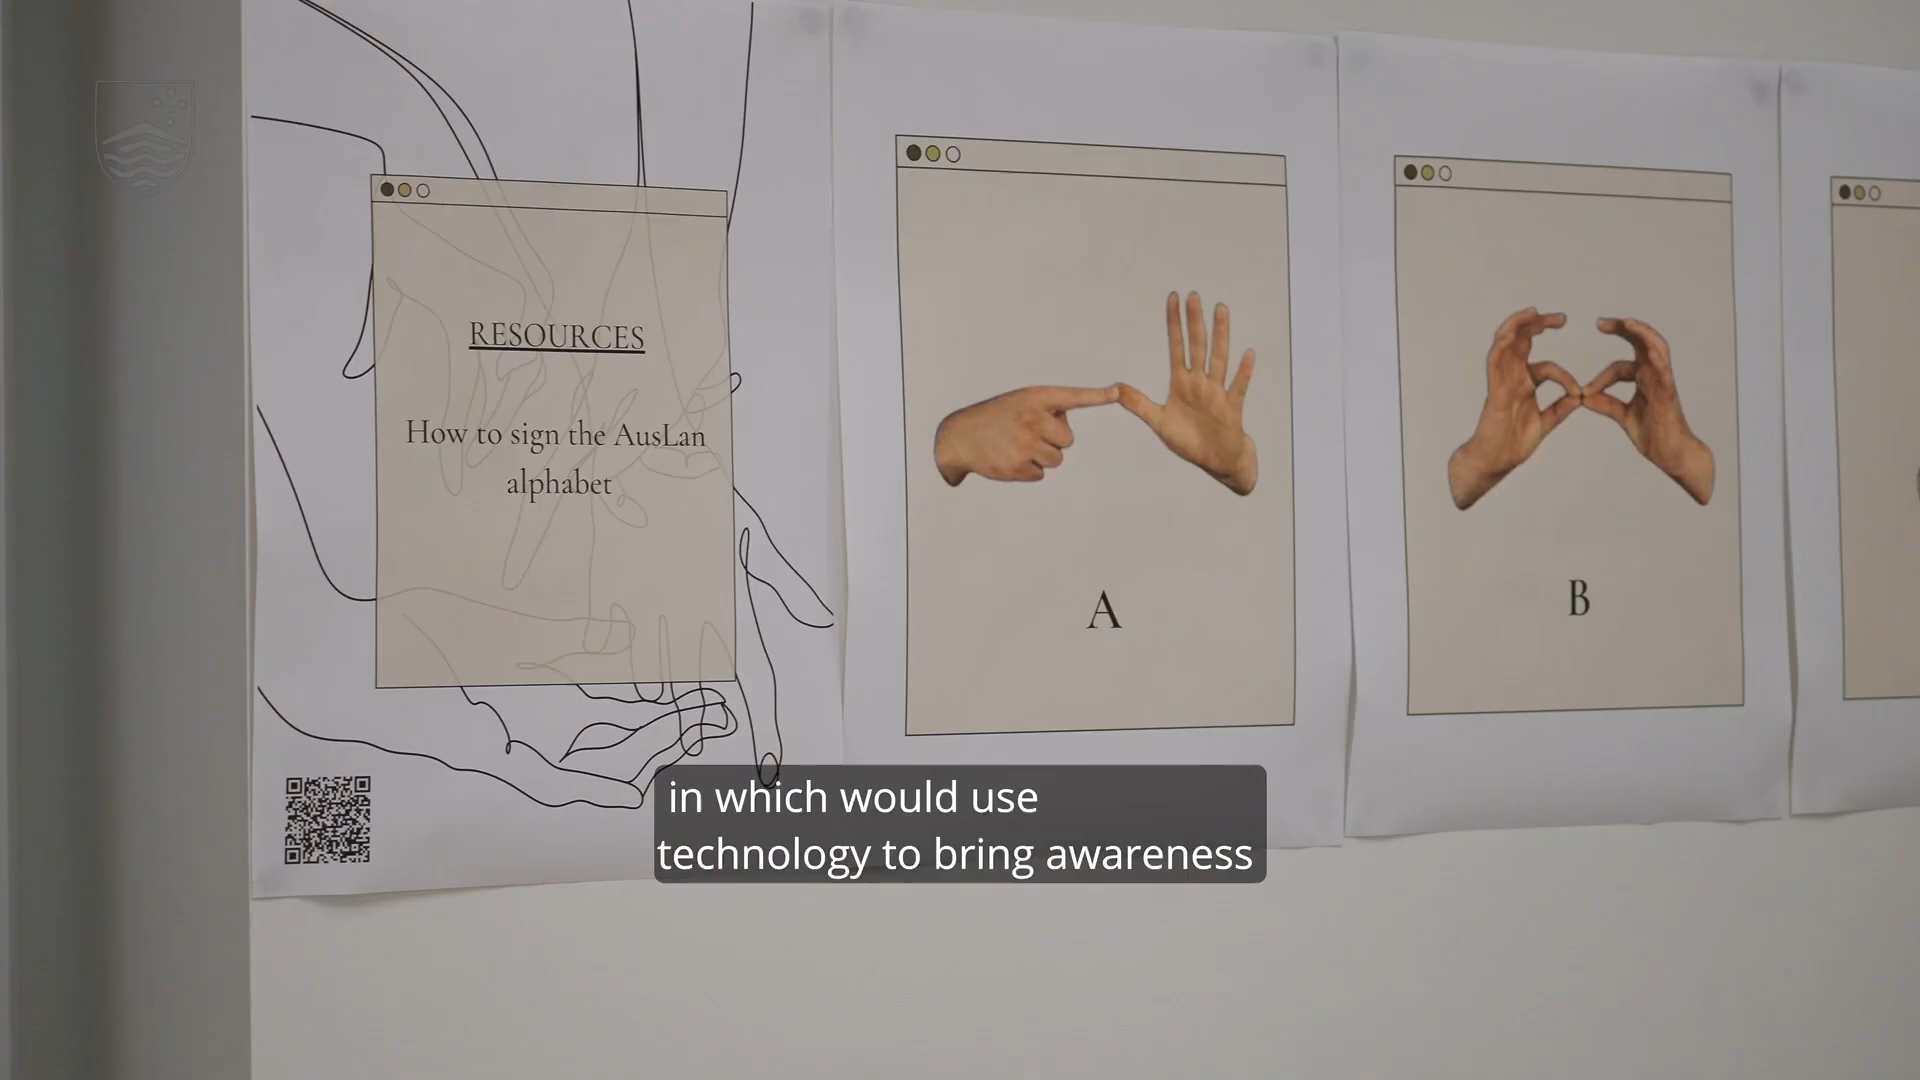 RESOURCES
How to sign the AusLan
alphabet
A
B
in which would use
technology to bring awareness